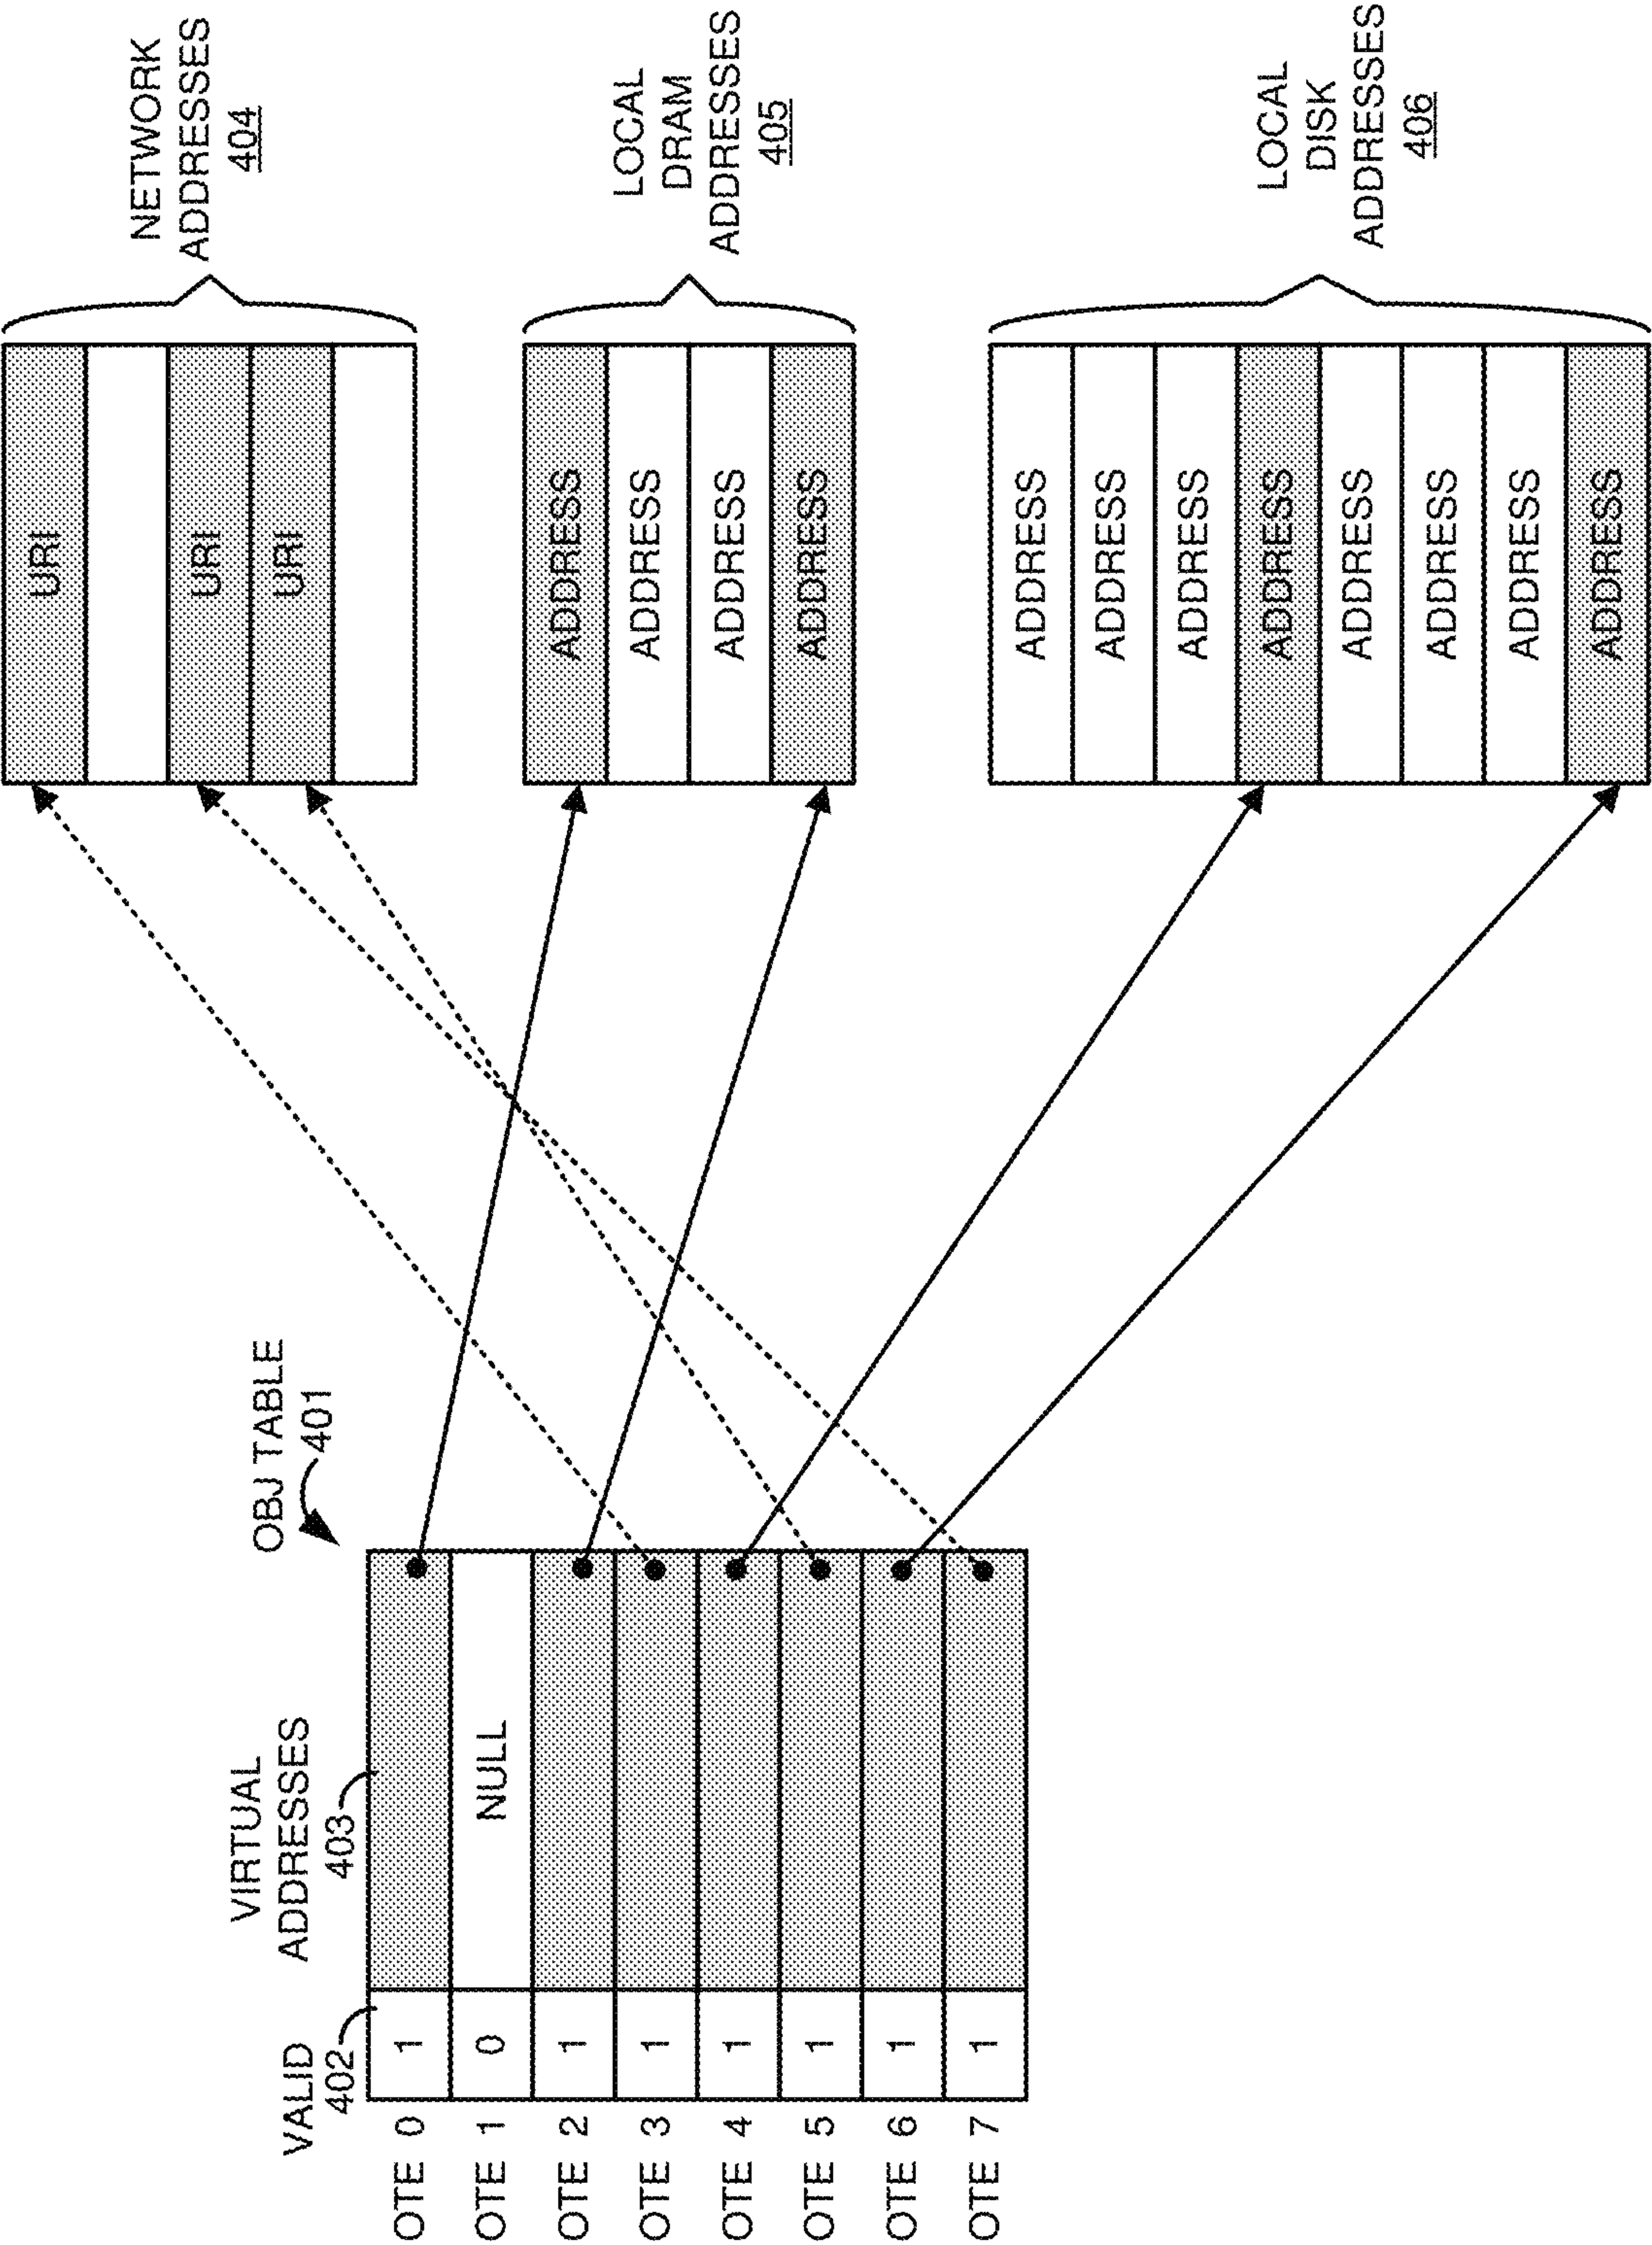 OBJ TABLE
401
VALID
402
VIRTUAL
ADDRESSES
403
OTE 0 1
OTE 1 0 NULL
OTE 2 1
OTE 3 1
OTE 4 1
OTE 5 1
OTE 6 1
OTE 7 1
URI
URI
URI
NETWORK
ADDRESSES
404
ADDRESS
ADDRESS
ADDRESS
ADDRESS
LOCAL
DRAM
ADDRESSES
405
ADDRESS
ADDRESS
ADDRESS
ADDRESS
ADDRESS
ADDRESS
ADDRESS
ADDRESS
LOCAL
DISK
ADDRESSES
406